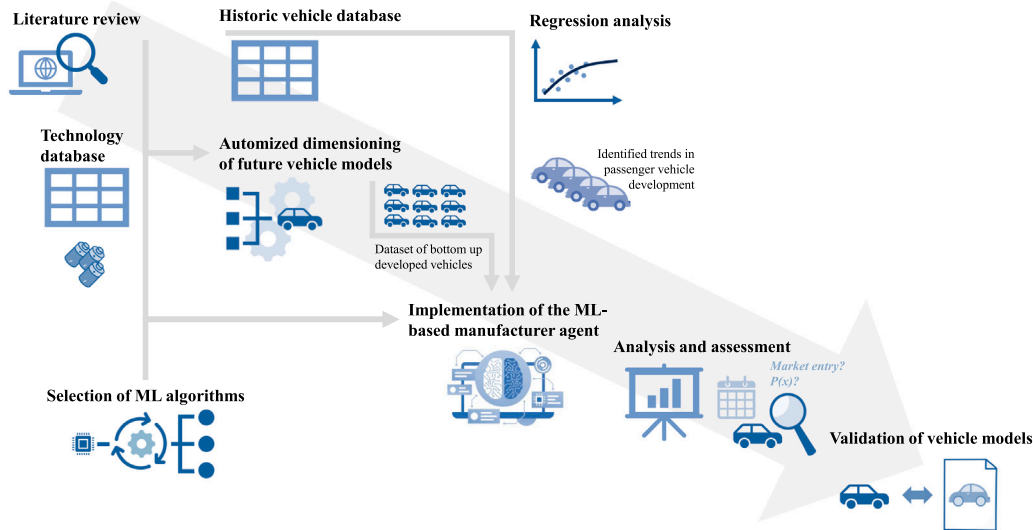 Literature review
Historic vehicle database
Regression analysis
Technology
database
Automized dimensioning
of future vehicle models
Identified trends in
passenger vehicle
development
Dataset of bottom up
developed vehicles
Implementation of the ML-
based manufacturer agent
Analysis and assessment
Market entry?
P(x)?
Selection of ML algorithms
Validation of vehicle models